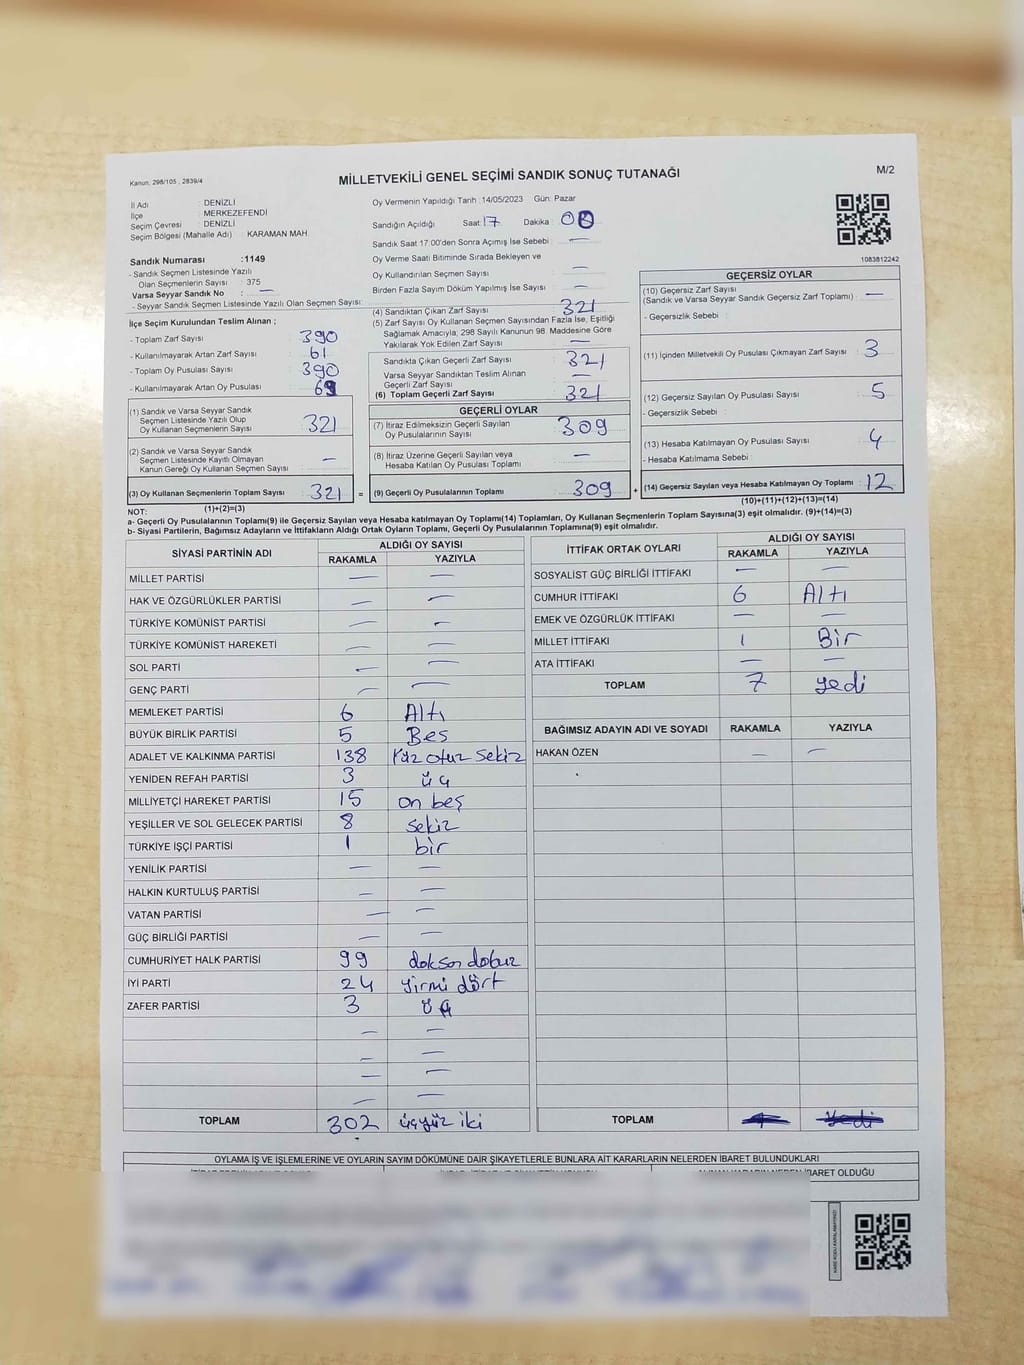 Kanun, 298/105 , 2839/4
MİLLETVEKİLİ GENEL SEÇİMİ SANDIK SONUÇ TUTANAĞI
M/2
İl Adı : DENİZLİ
İlçe : MERKEZEFENDİ
Seçim Çevresi : DENİZLİ
Seçim Bölgesi (Mahalle Adı) : KARAMAN MAH.
Sandık Numarası : 1149
- Sandık Seçmen Listesinde Yazılı
Olan Seçmenlerin Sayısı : 375
Varsa Seyyar Sandık No : —
- Seyyar Sandık Seçmen Listesinde Yazılı Olan Seçmen Sayısı:
Oy Vermenin Yapıldığı Tarih : 14/05/2023 Gün: Pazar
Sandığın Açıldığı Saat: 17 Dakika :
Sandık Saat 17:00'den Sonra Açımış İse Sebebi : —
Oy Verme Saati Bitiminde Sırada Bekleyen ve
Oy Kullandırılan Seçmen Sayısı : —
Birden Fazla Sayım Döküm Yapılmış İse Sayısı : —
1083812242
İlçe Seçim Kurulundan Teslim Alınan ;
- Toplam Zarf Sayısı : 390
- Kullanılmayarak Artan Zarf Sayısı : 61
- Toplam Oy Pusulası Sayısı : 390
- Kullanılmayarak Artan Oy Pusulası :
(1) Sandık ve Varsa Seyyar Sandık
Seçmen Listesinde Yazılı Olup
Oy Kullanan Seçmenlerin Sayısı : 321
(2) Sandık ve Varsa Seyyar Sandık
Seçmen Listesinde Kayıtlı Olmayan
Kanun Gereği Oy Kullanan Seçmen Sayısı : —
(3) Oy Kullanan Seçmenlerin Toplam Sayısı : 321 =
(4) Sandıktan Çıkan Zarf Sayısı : 321
(5) Zarf Sayısı Oy Kullanan Seçmen Sayısından Fazla İse, Eşitliği
Sağlamak Amacıyla; 298 Sayılı Kanunun 98. Maddesine Göre
Yakılarak Yok Edilen Zarf Sayısı : —
Sandıkta Çıkan Geçerli Zarf Sayısı : 321
Varsa Seyyar Sandıktan Teslim Alınan
Geçerli Zarf Sayısı : —
(6) Toplam Geçerli Zarf Sayısı : 321
GEÇERLİ OYLAR
(7) İtiraz Edilmeksizin Geçerli Sayılan
Oy Pusulalarının Sayısı : 309
(8) İtiraz Üzerine Geçerli Sayılan veya
Hesaba Katılan Oy Pusulası Toplamı : —
(9) Geçerli Oy Pusulalarının Toplamı : 309 +
GEÇERSİZ OYLAR
(10) Geçersiz Zarf Sayısı
(Sandık ve Varsa Seyyar Sandık Geçersiz Zarf Toplamı) : —
- Geçersizlik Sebebi :
(11) İçinden Milletvekili Oy Pusulası Çıkmayan Zarf Sayısı : 3
(12) Geçersiz Sayılan Oy Pusulası Sayısı : 5
- Geçersizlik Sebebi :
(13) Hesaba Katılmayan Oy Pusulası Sayısı : 4
- Hesaba Katılmama Sebebi :
(14) Geçersiz Sayılan veya Hesaba Katılmayan Oy Pusulası Toplamı : 12
NOT: (1)+(2)=(3)
(10)+(11)+(12)+(13)=(14)
a- Geçerli Oy Pusulalarının Toplamı(9) ile Geçersiz Sayılan veya Hesaba katılmayan Oy Toplamı(14) Toplamları, Oy Kullanan Seçmenlerin Toplam Sayısına(3) eşit olmalıdır. (9)+(14)=(3)
b- Siyasi Partilerin, Bağımsız Adayların ve İttifakların Aldığı Ortak Oyların Toplamı, Geçerli Oy Pusulalarının Toplamına(9) eşit olmalıdır.
SİYASİ PARTİNİN ADI
ALDIĞI OY SAYISI
RAKAMLA YAZIYLA
MİLLET PARTİSİ — —
HAK VE ÖZGÜRLÜKLER PARTİSİ — —
TÜRKİYE KOMÜNİST PARTİSİ — —
TÜRKİYE KOMÜNİST HAREKETİ — —
SOL PARTİ — —
GENÇ PARTİ — —
MEMLEKET PARTİSİ 6 Altı
BÜYÜK BİRLİK PARTİSİ 5 Beş
ADALET VE KALKINMA PARTİSİ 138 Yüz otuz sekiz
YENİDEN REFAH PARTİSİ 3 üç
MİLLİYETÇİ HAREKET PARTİSİ 15 on beş
YEŞİLLER VE SOL GELECEK PARTİSİ 8 sekiz
TÜRKİYE İŞÇİ PARTİSİ 1 bir
YENİLİK PARTİSİ — —
HALKIN KURTULUŞ PARTİSİ — —
VATAN PARTİSİ — —
GÜÇ BİRLİĞİ PARTİSİ — —
CUMHURİYET HALK PARTİSİ 99 doksan dokuz
İYİ PARTİ 24 yirmi dört
ZAFER PARTİSİ 3 üç
— —
— —
— —
— —
TOPLAM 302 üçyüz iki
İTTİFAK ORTAK OYLARI
ALDIĞI OY SAYISI
RAKAMLA YAZIYLA
SOSYALİST GÜÇ BİRLİĞİ İTTİFAKI — —
CUMHUR İTTİFAKI 6 Altı
EMEK VE ÖZGÜRLÜK İTTİFAKI — —
MİLLET İTTİFAKI 1 Bir
ATA İTTİFAKI — —
TOPLAM 7 yedi
BAĞIMSIZ ADAYIN ADI VE SOYADI RAKAMLA YAZIYLA
HAKAN ÖZEN — —
TOPLAM
OYLAMA İŞ VE İŞLEMLERİNE VE OYLARIN SAYIM DÖKÜMÜNE DAİR ŞİKAYETLERLE BUNLARA AİT KARARLARIN NELERDEN İBARET BULUNDUKLARI
İBARET OLDUĞU